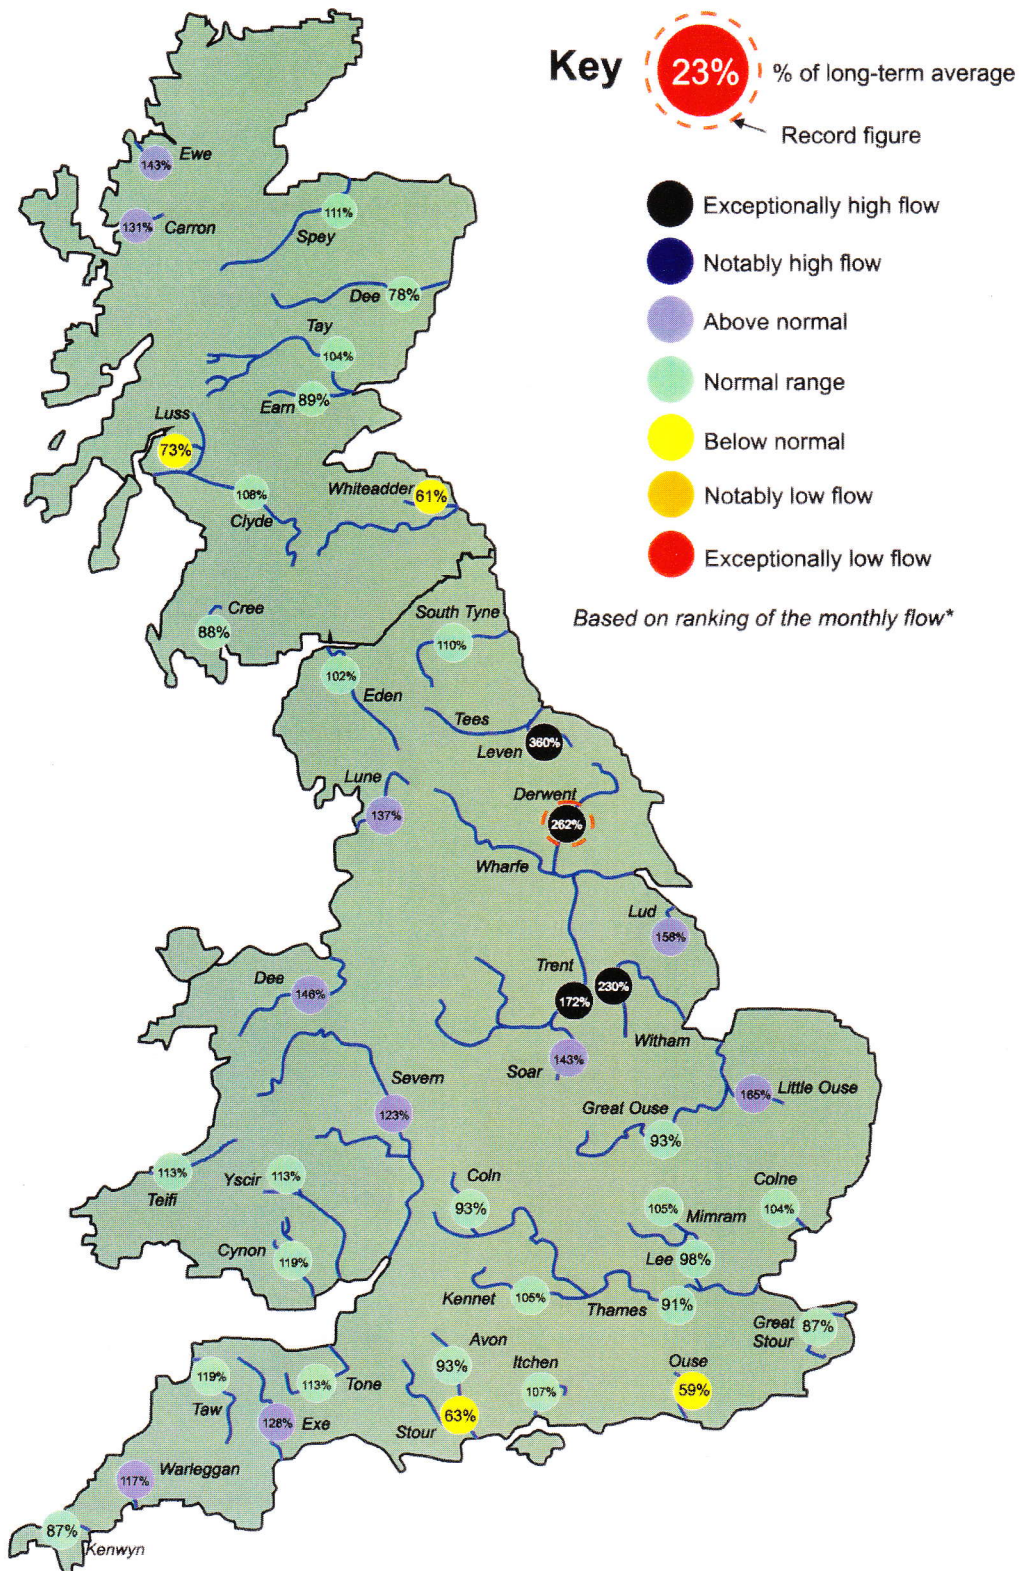 Key
23%
% of long-term average
Record figure
Exceptionally high flow
Notably high flow
Above normal
Normal range
Below normal
Notably low flow
Exceptionally low flow
Based on ranking of the monthly flow*
143%
Ewe
131%
Carron
111%
Spey
Dee
78%
Tay
104%
Earn
89%
Luss
73%
108%
Clyde
Whiteadder
61%
Cree
88%
South Tyne
110%
102%
Eden
Tees
Leven
360%
Lune
137%
Derwent
262%
Wharfe
Lud
Trent
172%
230%
Witham
Dee
146%
Soar
143%
Severn
123%
Little Ouse
165%
Great Ouse
93%
113%
Teifi
Yscir
113%
Coln
93%
Colne
104%
105%
Mimram
Cynon
119%
Lee
98%
Kennet
105%
Thames
91%
Great
Stour
87%
Avon
93%
Itchen
107%
Ouse
59%
119%
Taw
113%
Tone
128%
Exe
Stour
63%
117%
Warleggan
87%
Kenwyn